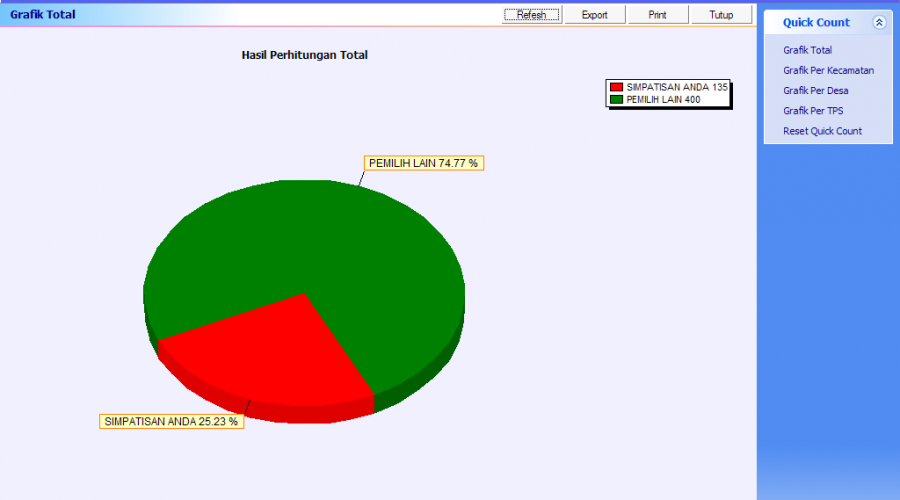 Grafik Total
Refesh
Export
Print
Tutup
Hasil Perhitungan Total
SIMPATISAN ANDA 135
PEMILIH LAIN 400
PEMILIH LAIN 74.77 %
SIMPATISAN ANDA 25.23 %
Quick Count
Grafik Total
Grafik Per Kecamatan
Grafik Per Desa
Grafik Per TPS
Reset Quick Count